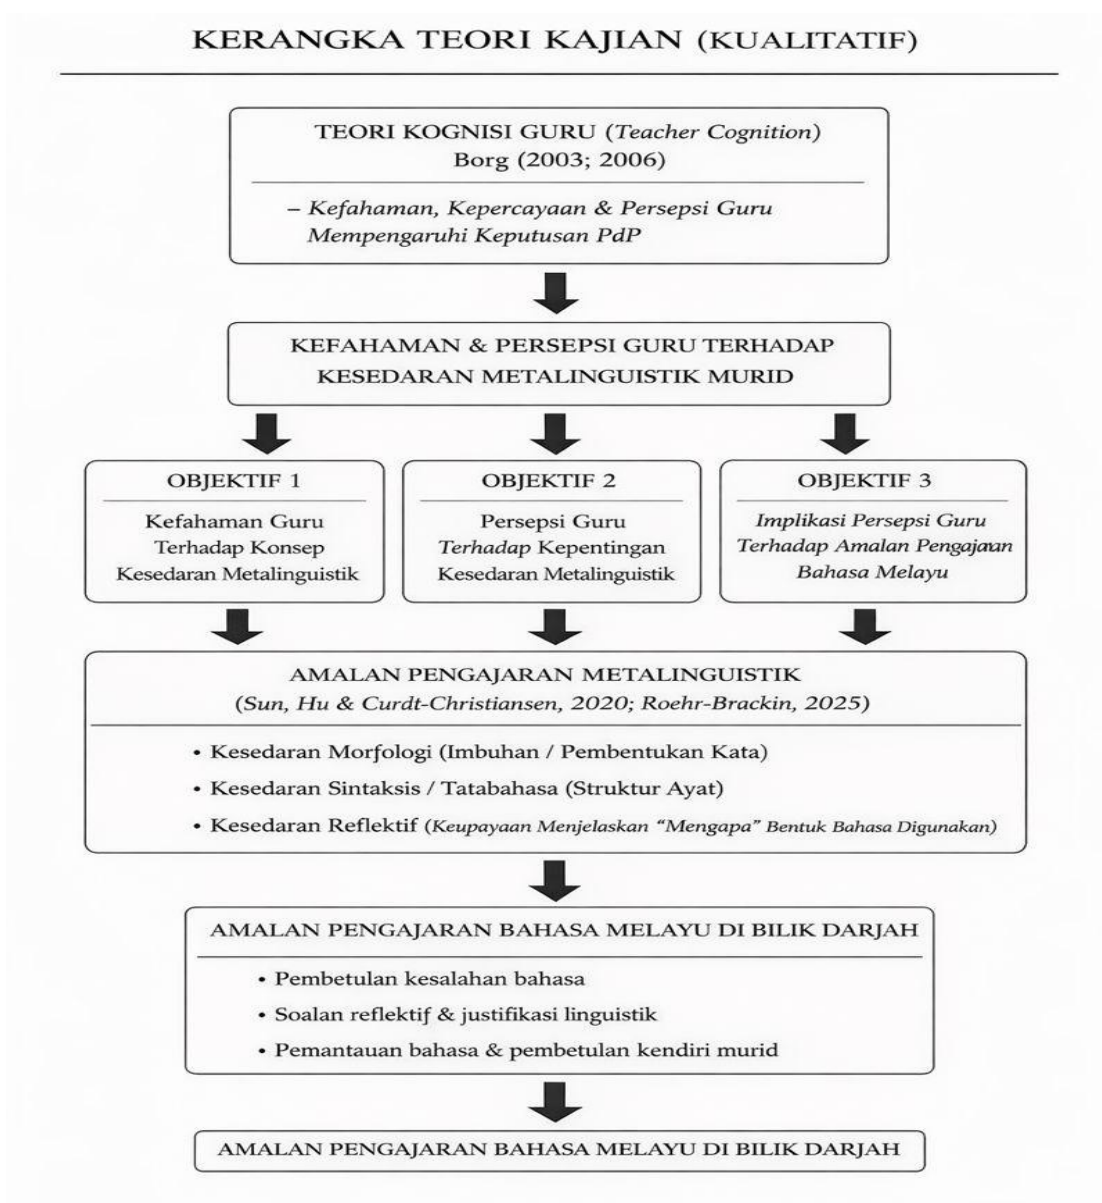 KERANGKA TEORI KAJIAN (KUALITATIF)
TEORI KOGNISI GURU (Teacher Cognition)
Borg (2003; 2006)
– Kefahaman, Kepercayaan & Persepsi Guru
Mempengaruhi Keputusan PdP
KEFAHAMAN & PERSEPSI GURU TERHADAP
KESEDARAN METALINGUISTIK MURID
OBJEKTIF 1
Kefahaman Guru
Terhadap Konsep
Kesedaran Metalinguistik
OBJEKTIF 2
Persepsi Guru
Terhadap Kepentingan
Kesedaran Metalinguistik
OBJEKTIF 3
Implikasi Persepsi Guru
Terhadap Amalan Pengajaran
Bahasa Melayu
AMALAN PENGAJARAN METALINGUISTIK
(Sun, Hu & Curdt-Christiansen, 2020; Roehr-Brackin, 2025)
• Kesedaran Morfologi (Imbuhan / Pembentukan Kata)
• Kesedaran Sintaksis / Tatabahasa (Struktur Ayat)
• Kesedaran Reflektif (Keupayaan Menjelaskan “Mengapa” Bentuk Bahasa Digunakan)
AMALAN PENGAJARAN BAHASA MELAYU DI BILIK DARJAH
• Pembetulan kesalahan bahasa
• Soalan reflektif & justifikasi linguistik
• Pemantauan bahasa & pembetulan kendiri murid
AMALAN PENGAJARAN BAHASA MELAYU DI BILIK DARJAH